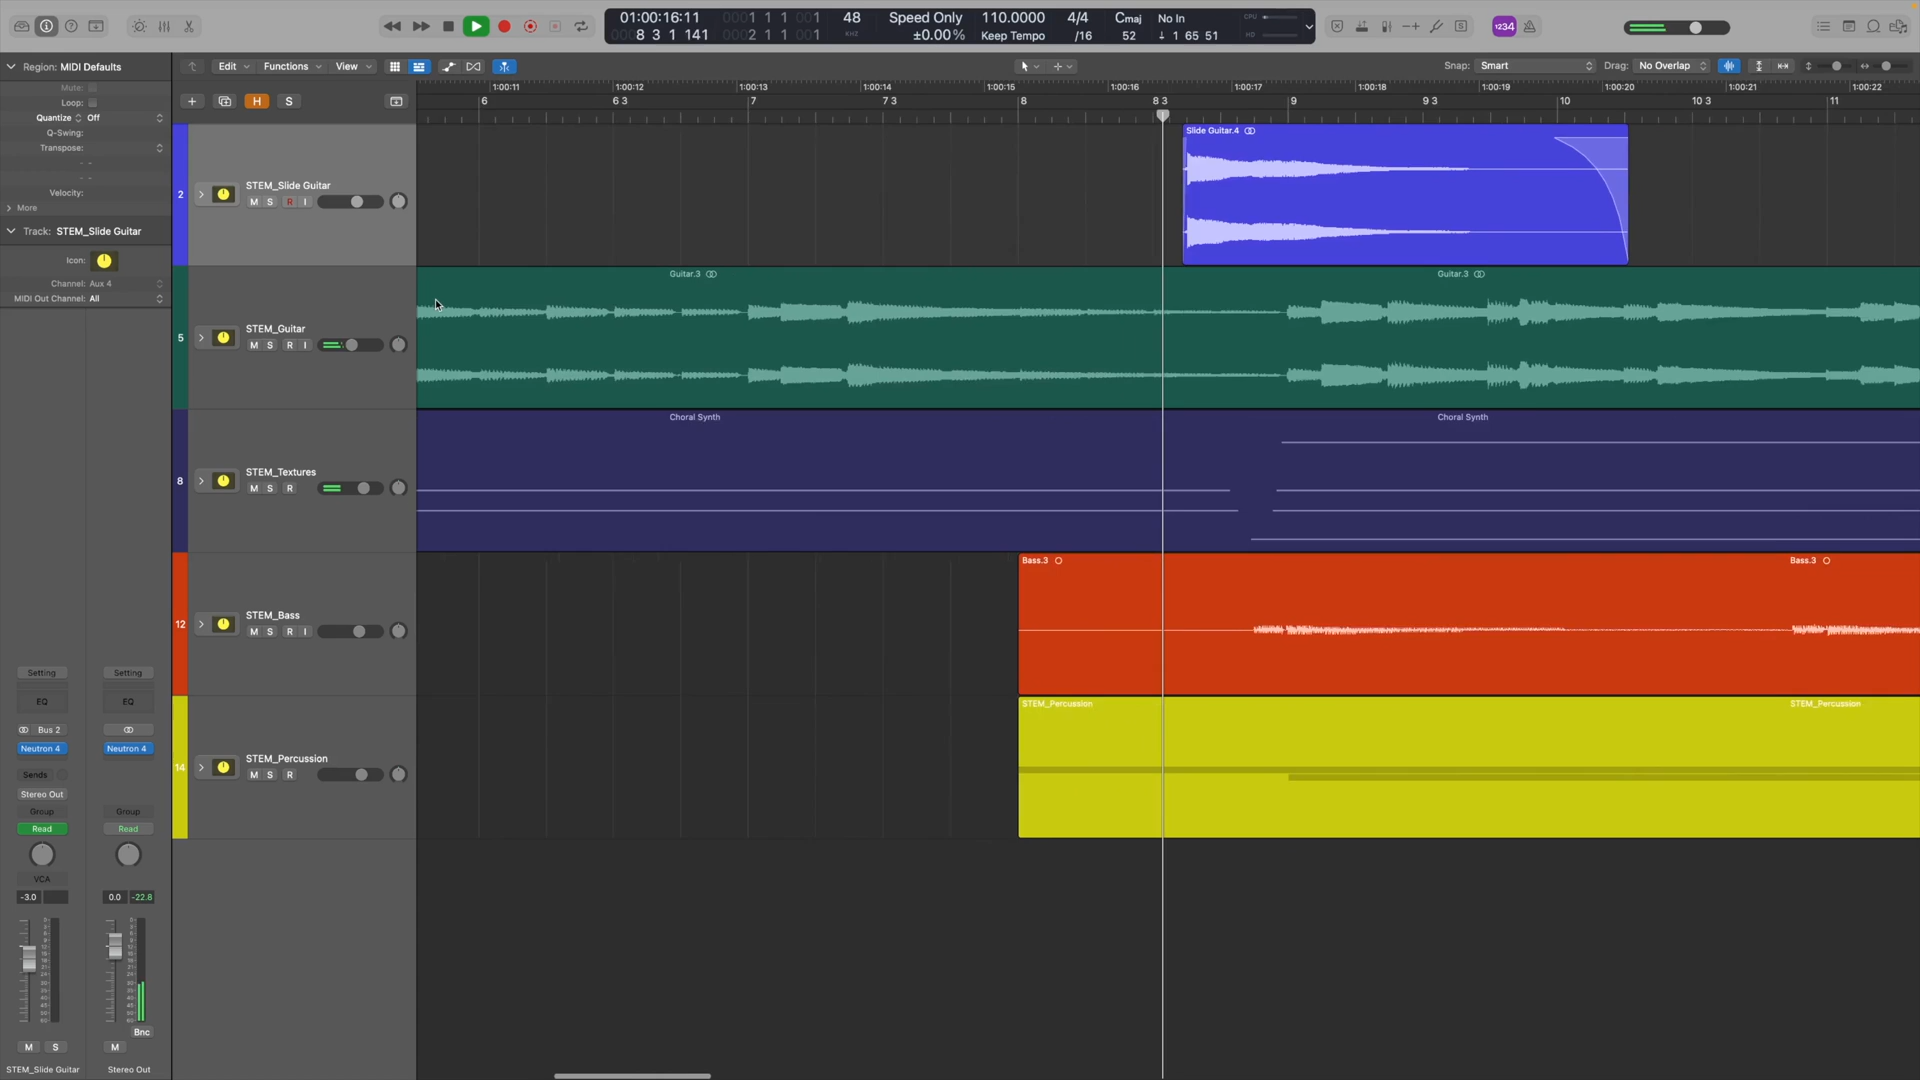 01:00:16:11 0001 1 1 001 48 Speed Only 110.0000 4/4 Cmaj No In CPU 1234
0008 3 1 141 0002 1 1 001 KHZ ±0.00% Keep Tempo /16 52 ↓ 1 65 51 HD
Region: MIDI Defaults Edit Functions View Snap: Smart Drag: No Overlap
Mute:
Loop:
Quantize Off
Q-Swing:
Transpose:
Velocity:
More
Track: STEM_Slide Guitar
Icon:
Channel: Aux 4
MIDI Out Channel: All
H S
1:00:11 1:00:12 1:00:13 1:00:14 1:00:15 1:00:16 1:00:17 1:00:18 1:00:19 1:00:20 1:00:21 1:00:22
6 6 3 7 7 3 8 8 3 9 9 3 10 10 3 11
2 STEM_Slide Guitar
M S R I
Slide Guitar.4
5 STEM_Guitar
M S R I
Guitar.3 Guitar.3
8 STEM_Textures
M S R
Choral Synth Choral Synth
12 STEM_Bass
M S R I
Bass.3 Bass.3
14 STEM_Percussion
M S R
STEM_Percussion STEM_Percussion
Setting Setting
EQ EQ
Bus 2
Neutron 4 Neutron 4
Sends
Stereo Out
Group Group
Read Read
VCA
-3.0 0.0 -22.8
Bnc
M S M
STEM_Slide Guitar Stereo Out